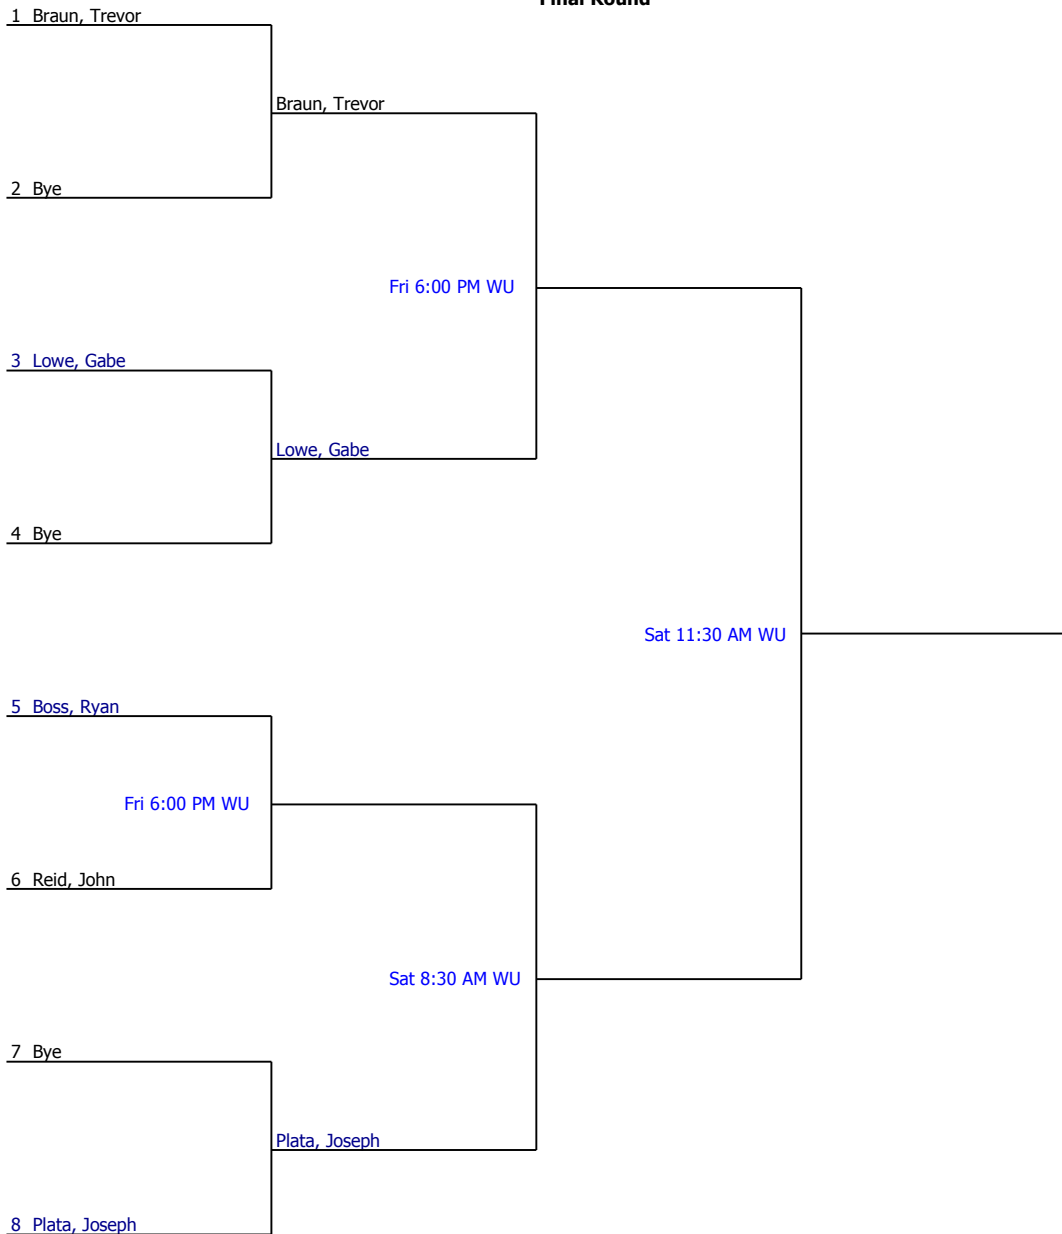 Final Round
1 Braun, Trevor
Braun, Trevor
2 Bye
Fri 6:00 PM WU
3 Lowe, Gabe
Lowe, Gabe
4 Bye
Sat 11:30 AM WU
5 Boss, Ryan
Fri 6:00 PM WU
6 Reid, John
Sat 8:30 AM WU
7 Bye
Plata, Joseph
8 Plata, Joseph